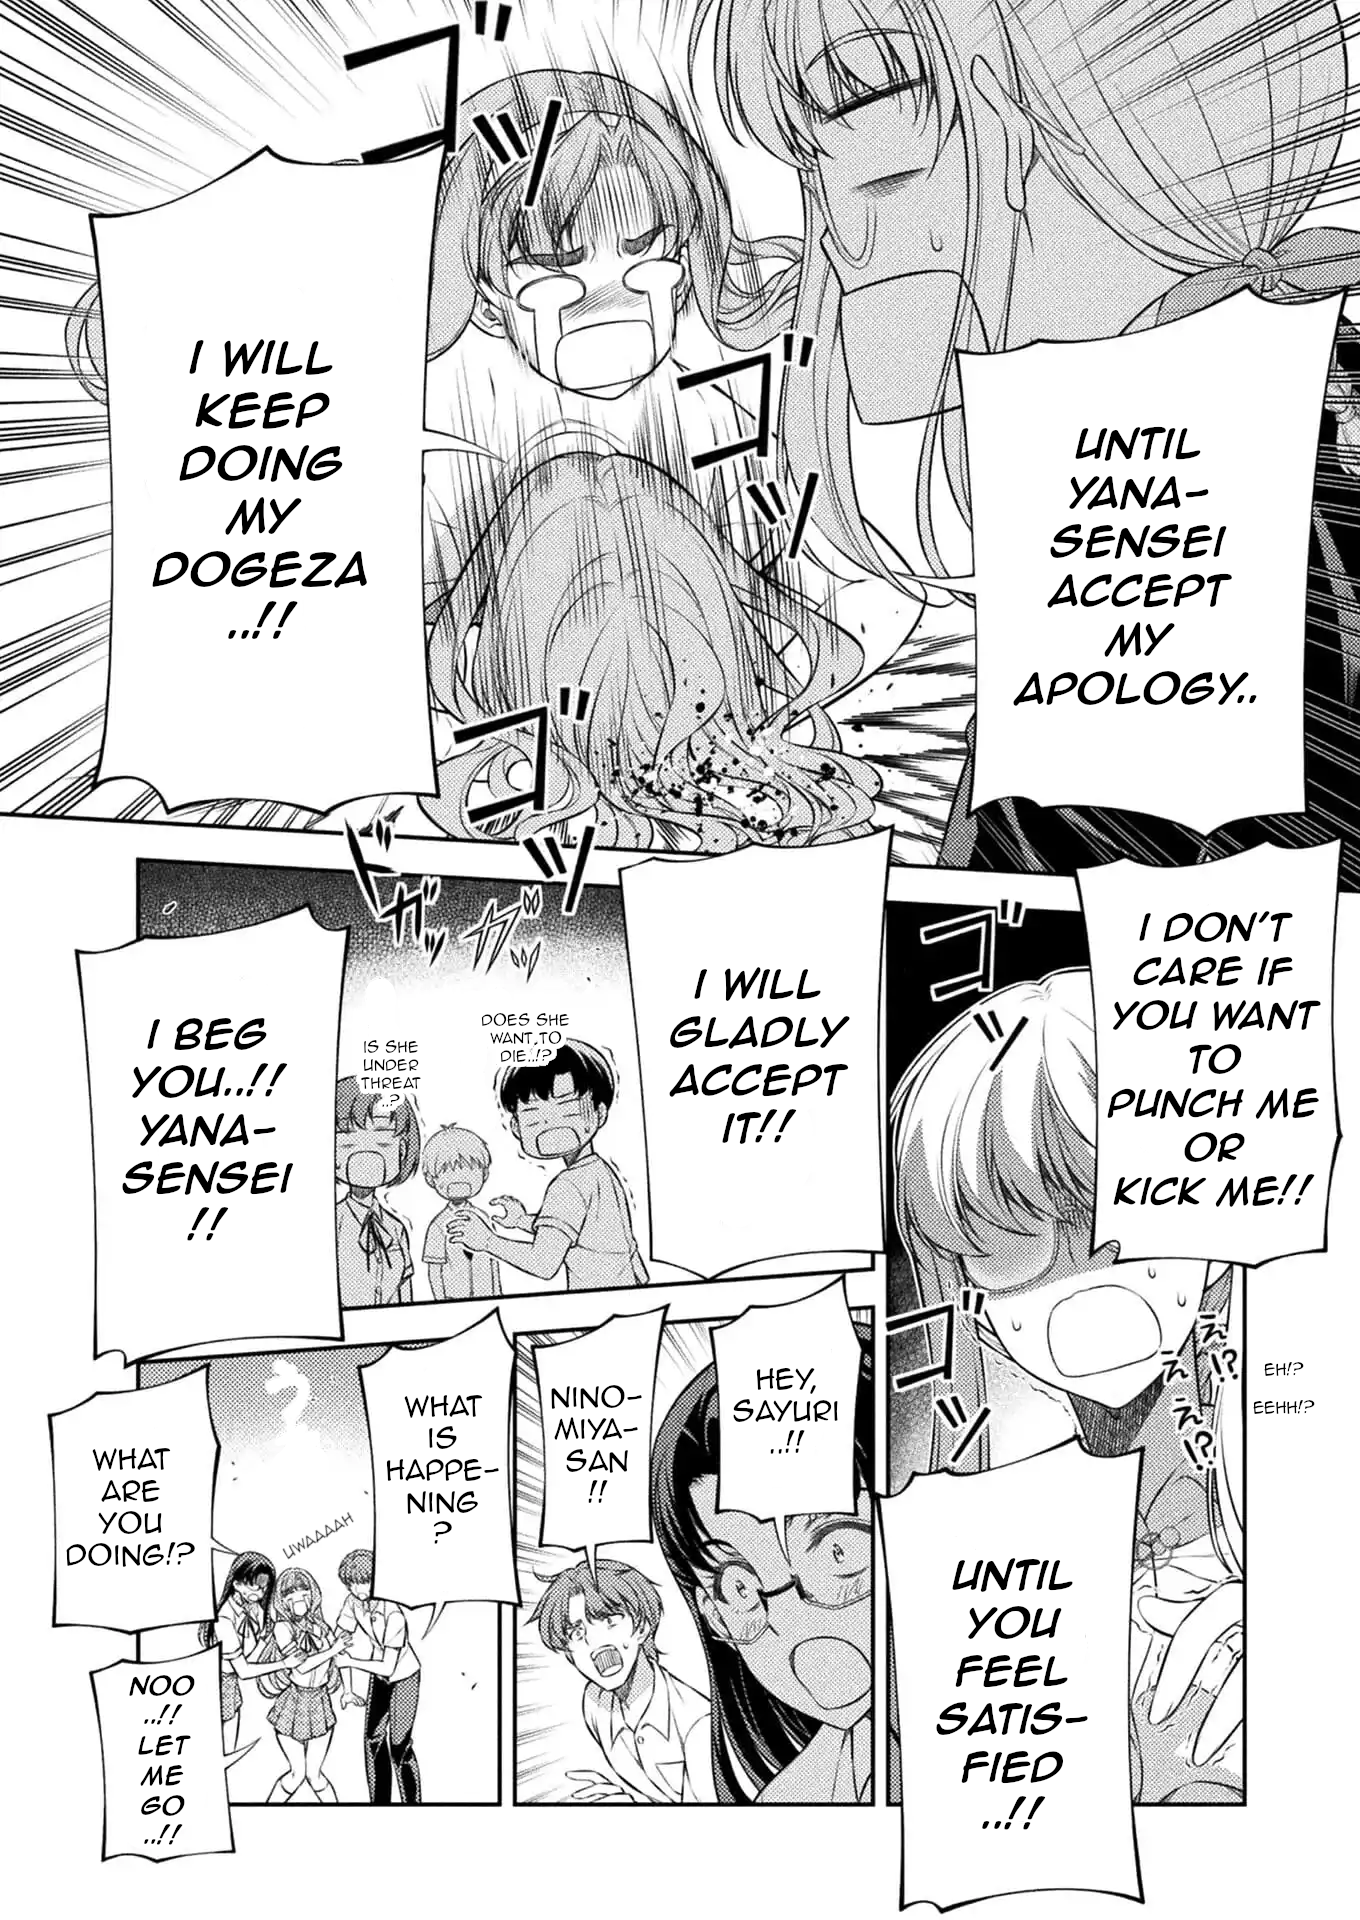 ゴッ
ゴッ
ゴッ
UNTIL
YANA-
SENSEI
ACCEPT
MY
APOLOGY..
I WILL
KEEP
DOING
MY
DOGEZA
..!!
I DON'T
CARE IF
YOU WANT
TO
PUNCH ME
OR
KICK ME!!
ゴッ
ゴッ
I WILL
GLADLY
ACCEPT
IT!!
ガッ
ガッ
DOES SHE
WANT TO
DIE..!?
IS SHE
UNDER
THREAT
..?
I BEG
YOU..!!
YANA-
SENSEI
!!
えぇ!?
えぇ!?
EH!?
EEHH!?
UNTIL
YOU
FEEL
SATIS-
FIED
..!!
HEY,
SAYURI
..!!
NINO-
MIYA-
SAN
!!
WHAT
IS
HAPPE-
NING
?
UWAAAAH
WHAT
ARE
YOU
DOING!?
NOO
..!!
LET
ME
GO
..!!